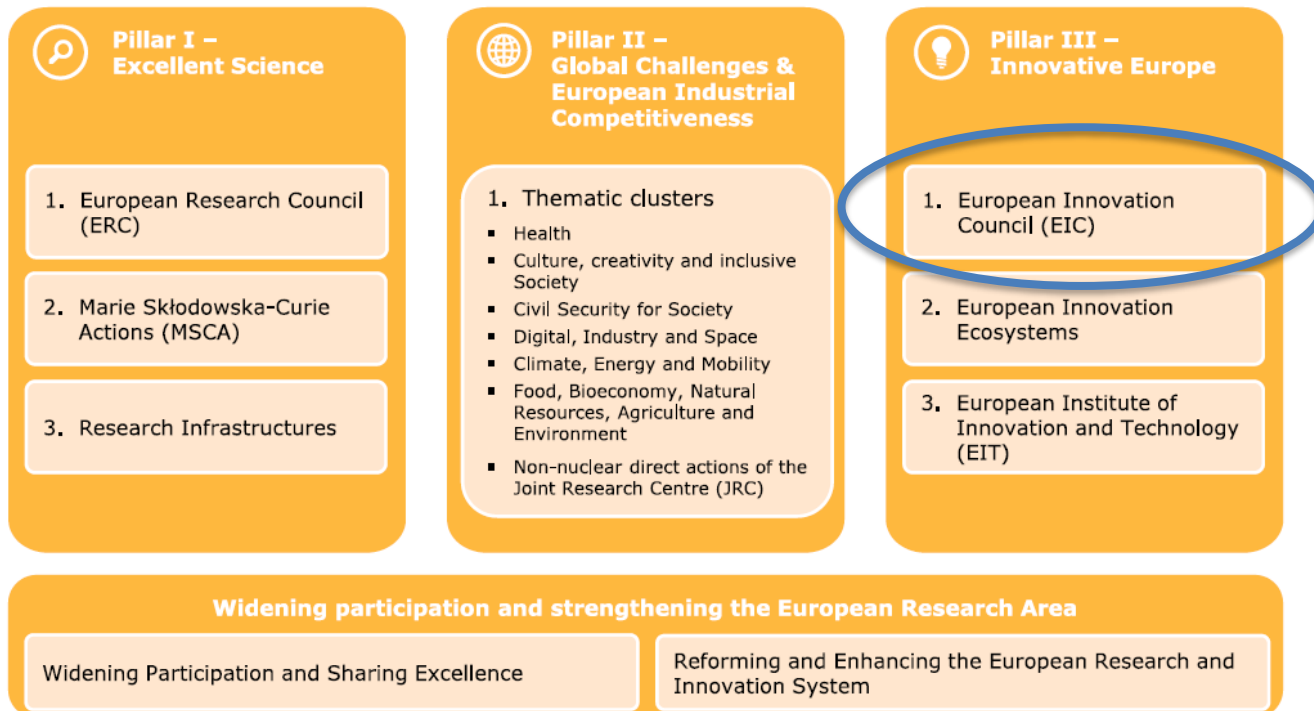 Pillar I –
Excellent Science
1. European Research Council
(ERC)
2. Marie Skłodowska-Curie
Actions (MSCA)
3. Research Infrastructures
Pillar II –
Global Challenges &
European Industrial
Competitiveness
1. Thematic clusters
▪ Health
▪ Culture, creativity and inclusive
Society
▪ Civil Security for Society
▪ Digital, Industry and Space
▪ Climate, Energy and Mobility
▪ Food, Bioeconomy, Natural
Resources, Agriculture and
Environment
▪ Non-nuclear direct actions of the
Joint Research Centre (JRC)
Pillar III –
Innovative Europe
1. European Innovation
Council (EIC)
2. European Innovation
Ecosystems
3. European Institute of
Innovation and Technology
(EIT)
Widening participation and strengthening the European Research Area
Widening Participation and Sharing Excellence
Reforming and Enhancing the European Research and
Innovation System